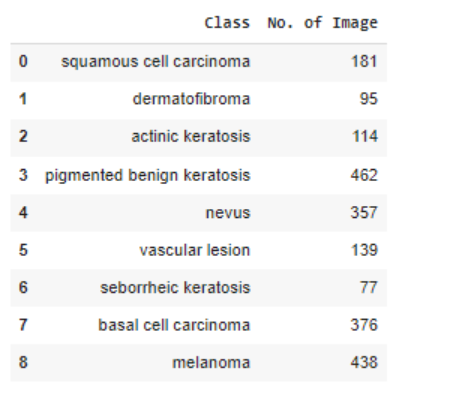 Class No. of Image
0 squamous cell carcinoma 181
1 dermatofibroma 95
2 actinic keratosis 114
3 pigmented benign keratosis 462
4 nevus 357
5 vascular lesion 139
6 seborrheic keratosis 77
7 basal cell carcinoma 376
8 melanoma 438